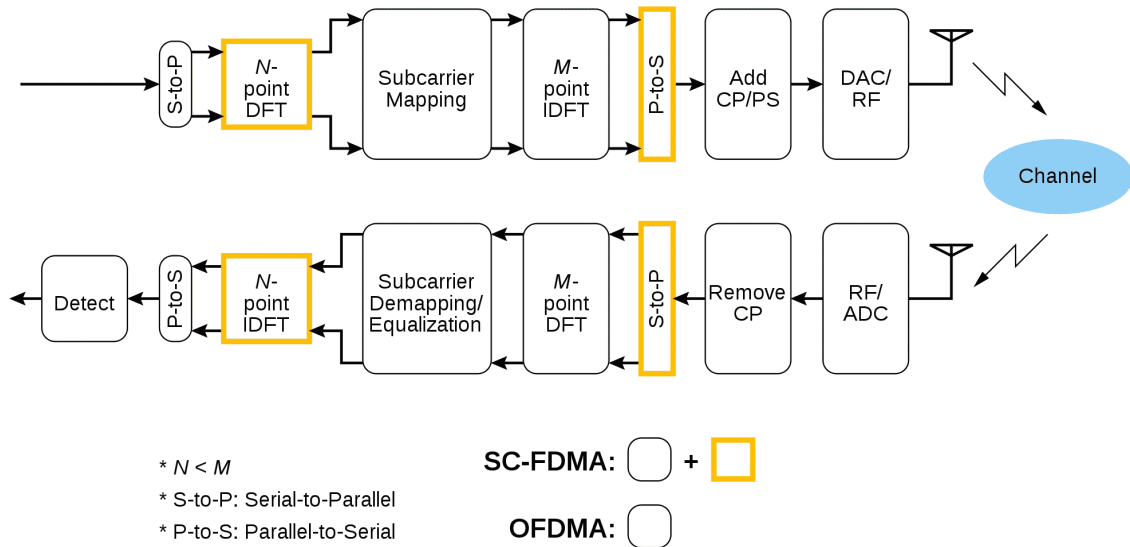 S-to-P
N-
point
DFT
Subcarrier
Mapping
M-
point
IDFT
P-to-S
Add
CP/PS
DAC/
RF
Channel
Detect
P-to-S
N-
point
IDFT
Subcarrier
Demapping/
Equalization
M-
point
DFT
S-to-P
Remove
CP
RF/
ADC
* N < M
* S-to-P: Serial-to-Parallel
* P-to-S: Parallel-to-Serial
SC-FDMA: +
OFDMA: